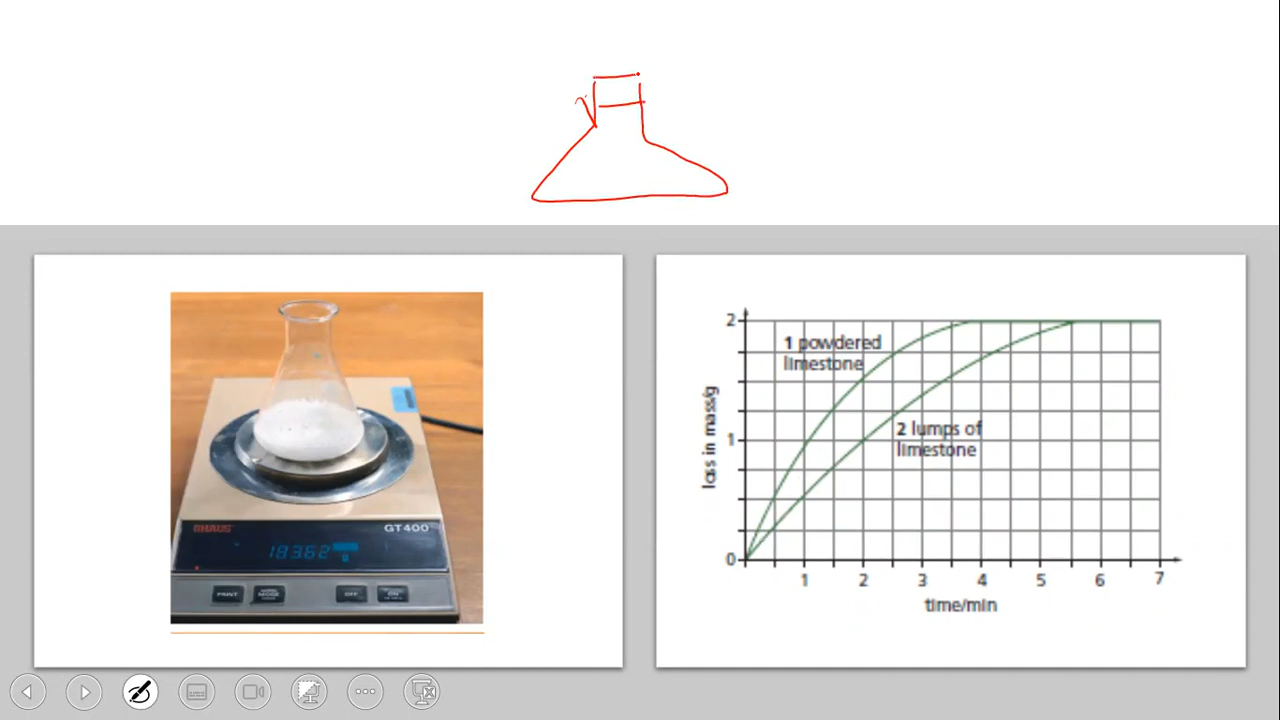 OHAUS
GT400
183.62
g
PRINT
MODE
OFF
ON
2
1 powdered
limestone
2 lumps of
limestone
loss in mass/g
1
0
1 2 3 4 5 6 7
time/min